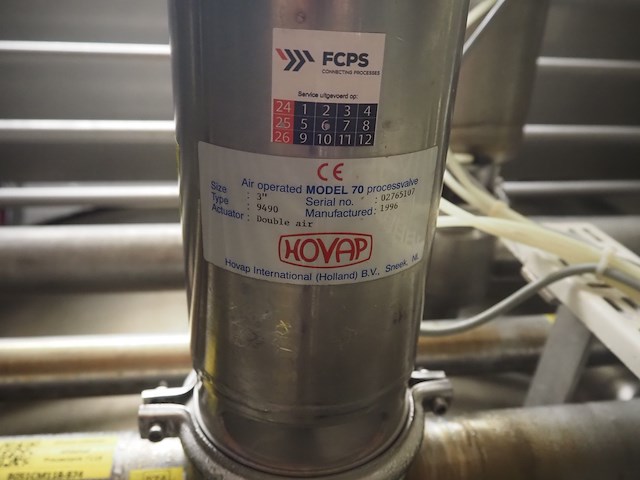 FCPS
CONNECTING PROCESSES
Service uitgevoerd op:
24 1 2 3 4
25 5 6 7 8
26 9 10 11 12
CE
Air operated MODEL 70 processvalve
Size : 3" Serial no. : 02765107
Type : 9490 Manufactured : 1996
Actuator : Double air
HOVAP
Hovap International (Holland) B.V., Sneek, NL